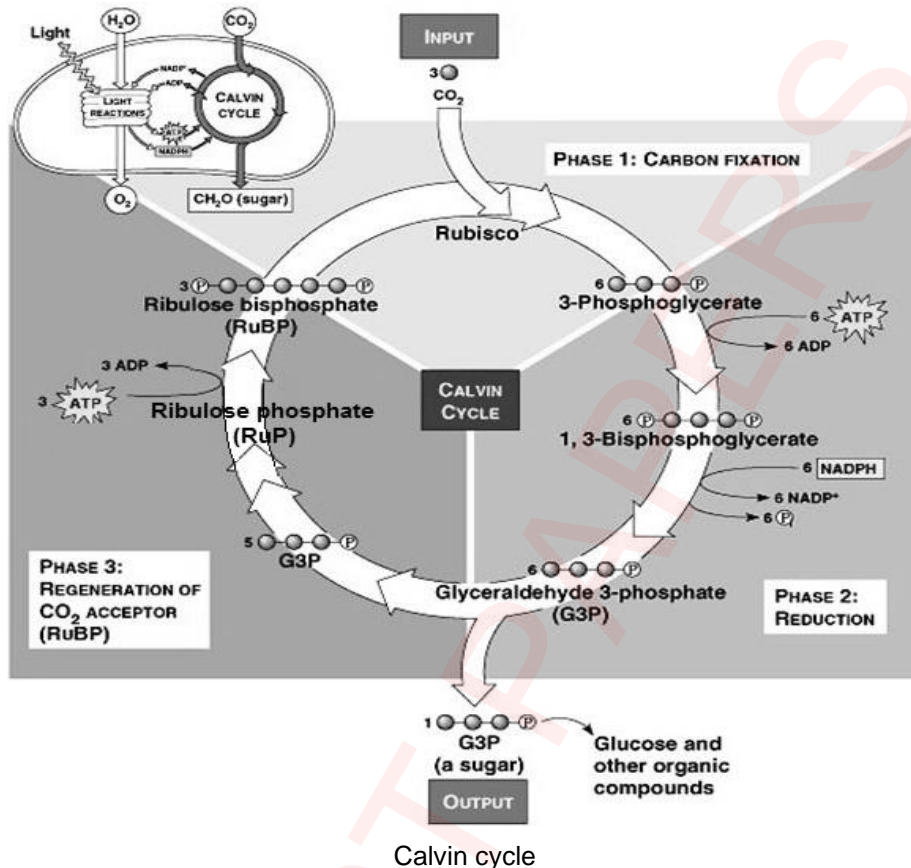 Light
H₂O
CO₂
NADP⁺
ADP
LIGHT
REACTIONS
CALVIN
CYCLE
ATP
NADPH
O₂
CH₂O (sugar)
INPUT
3
CO₂
PHASE 1: CARBON FIXATION
Rubisco
3 P P
Ribulose bisphosphate
(RuBP)
6 P
3-Phosphoglycerate
6 ATP
6 ADP
3 ADP
3 ATP
Ribulose phosphate
(RuP)
CALVIN
CYCLE
6 P P
1, 3-Bisphosphoglycerate
6 NADPH
6 NADP⁺
6 P
5 P
G3P
6 P
Glyceraldehyde 3-phosphate
(G3P)
PHASE 3:
REGENERATION OF
CO₂ ACCEPTOR
(RuBP)
PHASE 2:
REDUCTION
1 P
G3P
(a sugar)
Glucose and
other organic
compounds
OUTPUT
Calvin cycle
T PAPERS